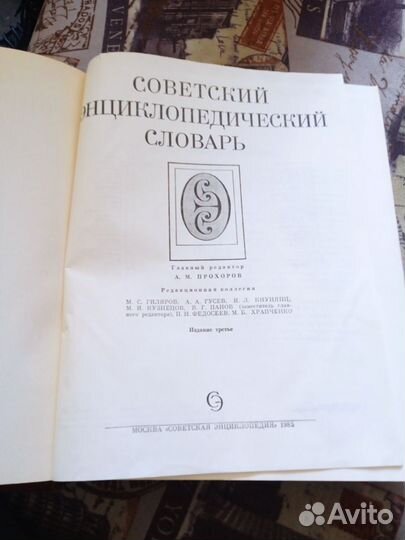 СОВЕТСКИЙ
ЭНЦИКЛОПЕДИЧЕСКИЙ
СЛОВАРЬ
Главный редактор
А. М. ПРОХОРОВ
Редакционная коллегия
М. С. ГИЛЯРОВ, А. А. ГУСЕВ, И. Л. КНУНЯНЦ,
М. И. КУЗНЕЦОВ, В. Г. ПАНОВ (заместитель глав-
ного редактора), П. Н. ФЕДОСЕЕВ, М. Б. ХРАПЧЕНКО
Издание третье
МОСКВА «СОВЕТСКАЯ ЭНЦИКЛОПЕДИЯ» 1985
Avito